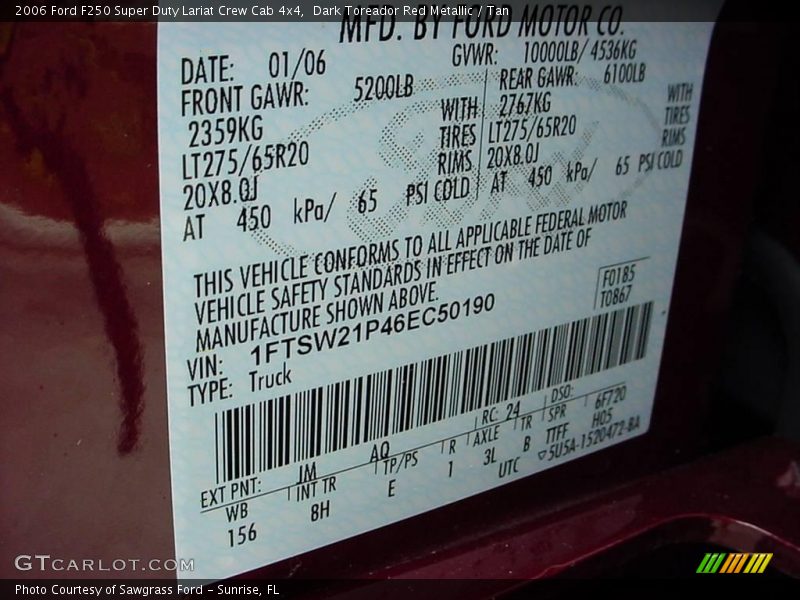 2006 Ford F250 Super Duty Lariat Crew Cab 4x4, Dark Toreador Red Metallic / Tan
MFD. BY FORD MOTOR CO.
DATE: 01/06 GVWR: 10000LB/ 4536KG
FRONT GAWR: 5200LB REAR GAWR: 6100LB
2359KG WITH 2767KG WITH
LT275/65R20 TIRES LT275/65R20 TIRES
20X8.0J RIMS 20X8.0J RIMS
AT 450 kPa/ 65 PSI COLD AT 450 kPa/ 65 PSI COLD
THIS VEHICLE CONFORMS TO ALL APPLICABLE FEDERAL MOTOR
VEHICLE SAFETY STANDARDS IN EFFECT ON THE DATE OF
MANUFACTURE SHOWN ABOVE.
F0185
T0867
VIN: 1FTSW21P46EC50190
TYPE: Truck
EXT PNT: JM AQ RC: 24 DSO:
WB INT TR TP/PS R AXLE TR SPR 6F720
156 8H E 1 3L B TTFF H05
UTC ▽5U5A-1520472-BA
GTCARLOT.COM
Photo Courtesy of Sawgrass Ford - Sunrise, FL